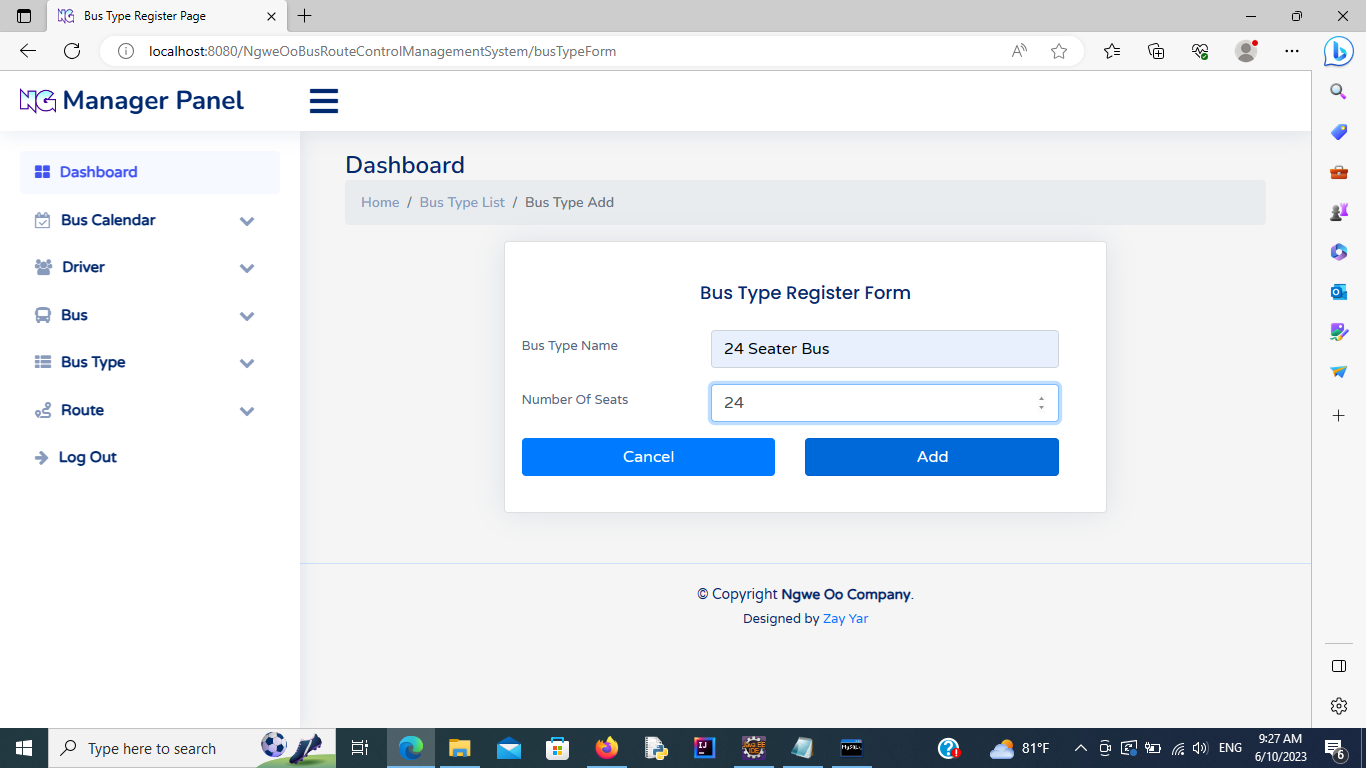 Bus Type Register Page
localhost:8080/NgweOoBusRouteControlManagementSystem/busTypeForm
NG Manager Panel
Dashboard
Bus Calendar
Driver
Bus
Bus Type
Route
Log Out
Dashboard
Home / Bus Type List / Bus Type Add
Bus Type Register Form
Bus Type Name
24 Seater Bus
Number Of Seats
24
Cancel
Add
© Copyright Ngwe Oo Company.
Designed by Zay Yar
Type here to search
81°F
ENG
9:27 AM
6/10/2023
6